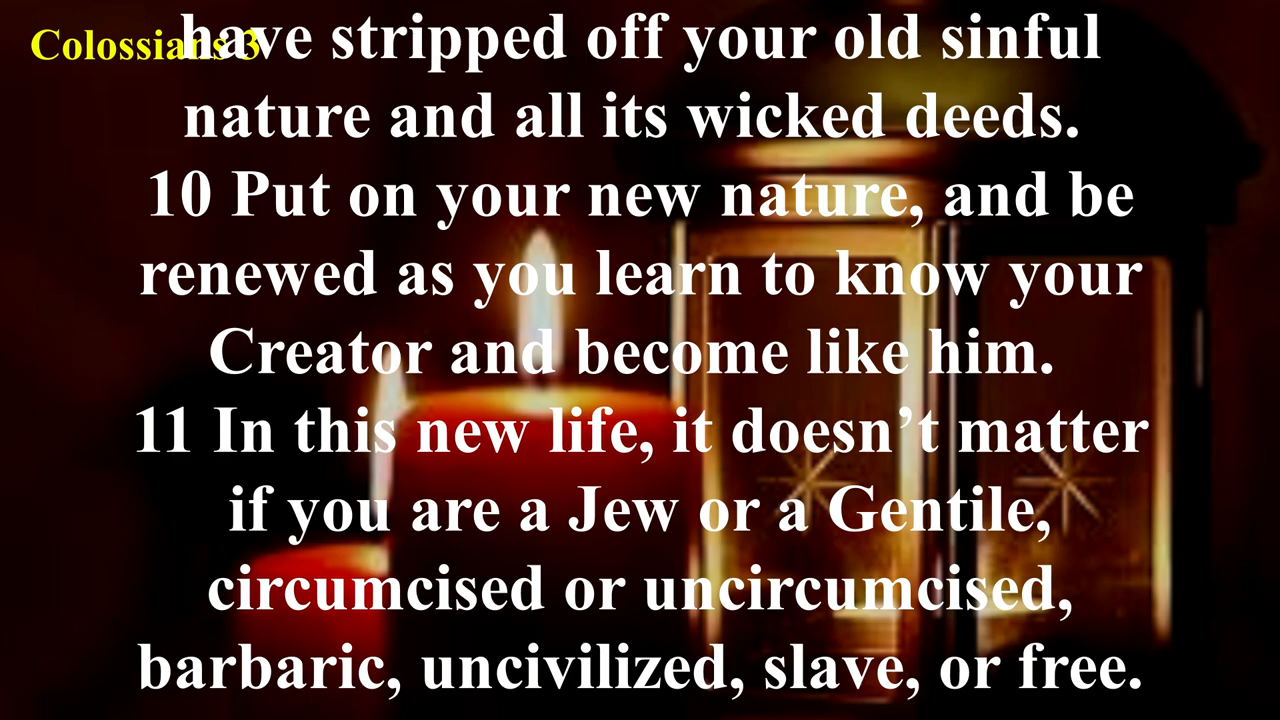 Colossians 3
have stripped off your old sinful
nature and all its wicked deeds.
10 Put on your new nature, and be
renewed as you learn to know your
Creator and become like him.
11 In this new life, it doesn’t matter
if you are a Jew or a Gentile,
circumcised or uncircumcised,
barbaric, uncivilized, slave, or free.